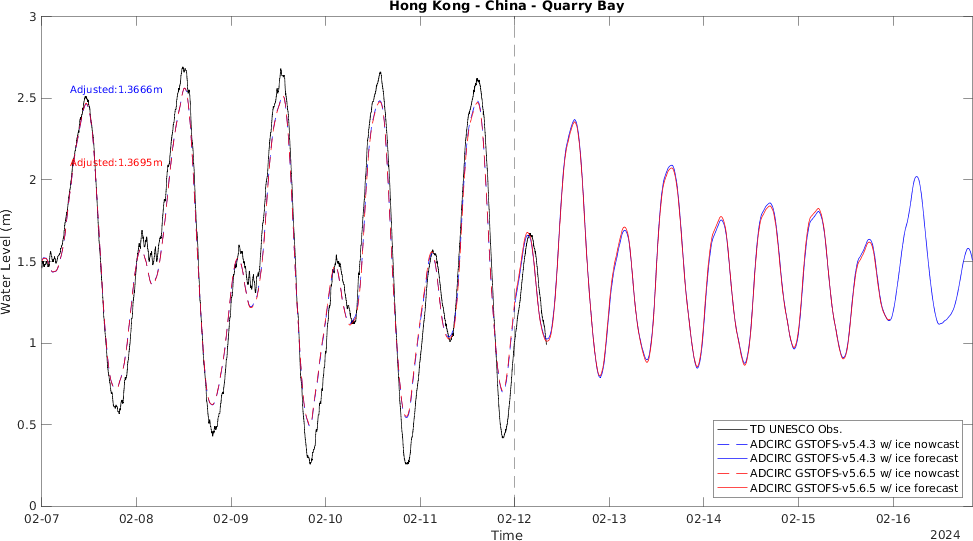 Hong Kong - China - Quarry Bay
3
2.5
2
1.5
1
0.5
0
Water Level (m)
Adjusted:1.3666m
Adjusted:1.3695m
TD UNESCO Obs.
ADCIRC GSTOFS-v5.4.3 w/ ice nowcast
ADCIRC GSTOFS-v5.4.3 w/ ice forecast
ADCIRC GSTOFS-v5.6.5 w/ ice nowcast
ADCIRC GSTOFS-v5.6.5 w/ ice forecast
02-07 02-08 02-09 02-10 02-11 02-12 02-13 02-14 02-15 02-16
Time
2024